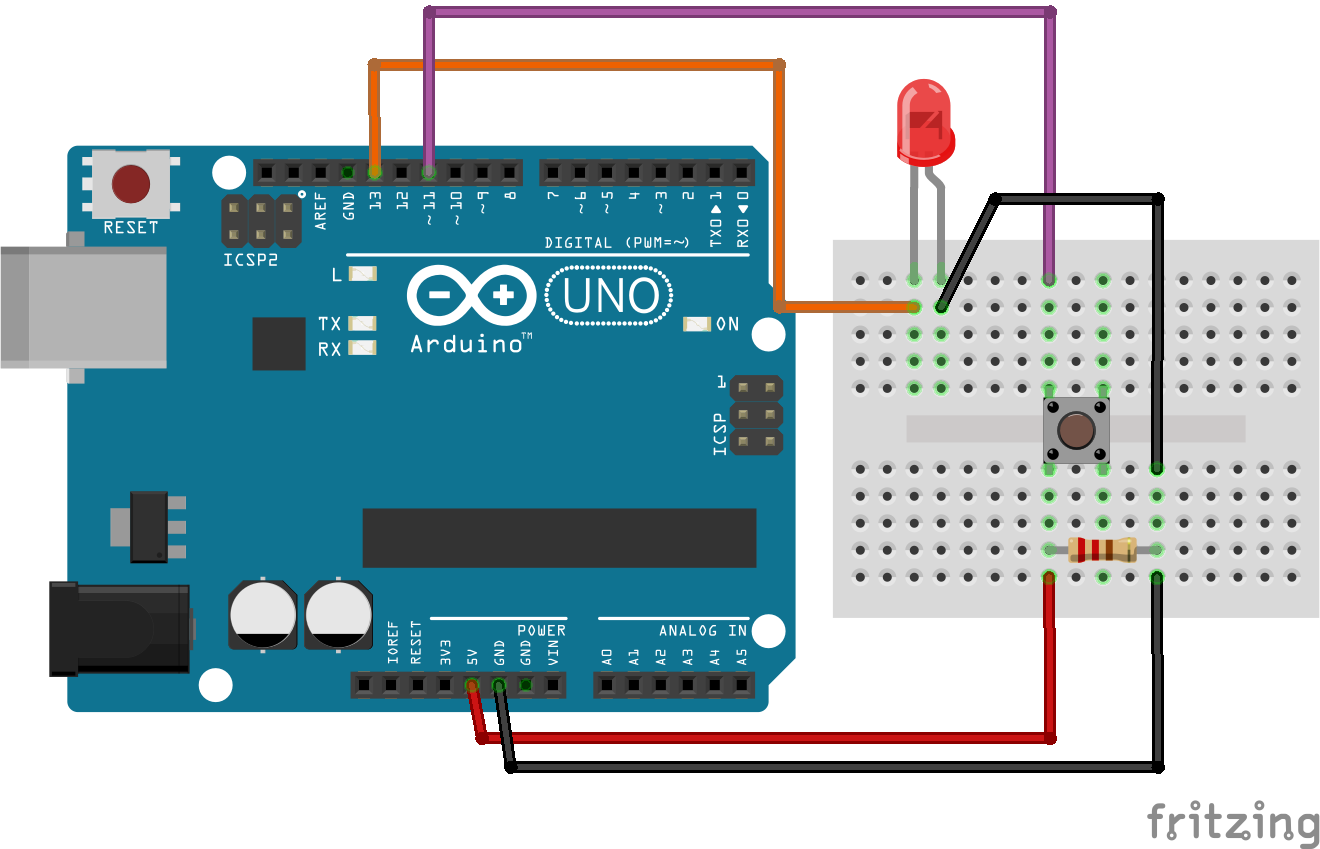 RESET
ICSP2
AREF
GND
13
12
~11
~10
~9
8
7
~6
~5
4
~3
2
TX0▶1
RX0◀0
DIGITAL (PWM=~)
L
TX
RX
UNO
Arduino™
ON
1
ICSP
IOREF
RESET
3V3
5V
GND
GND
VIN
POWER
ANALOG IN
A0
A1
A2
A3
A4
A5
fritzing